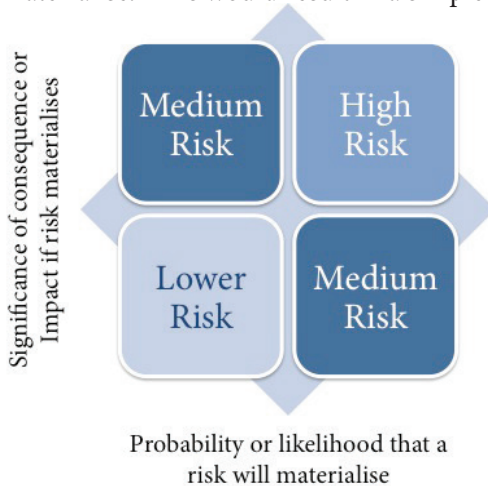 Medium
Risk
High
Risk
Lower
Risk
Medium
Risk
Significance of consequence or
Impact if risk materialises
Probability or likelihood that a
risk will materialise